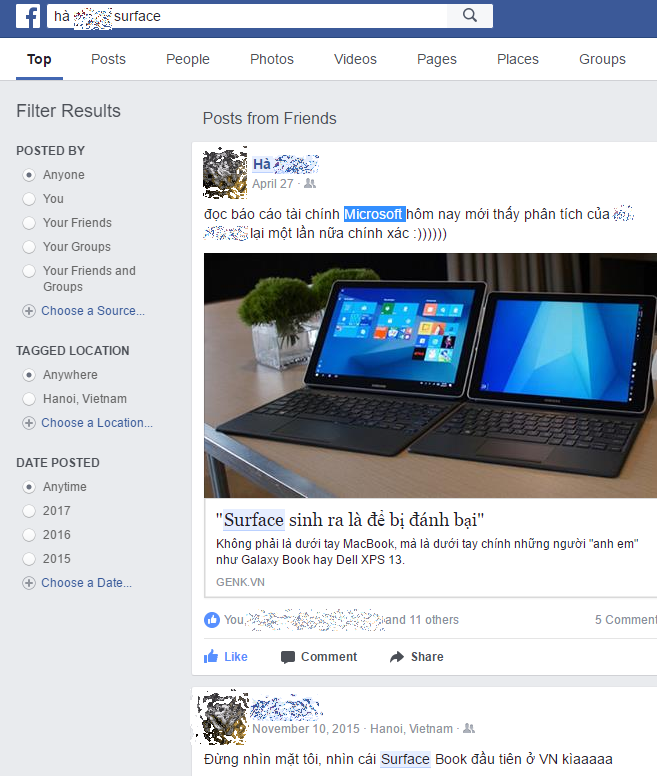 f hà surface
Top Posts People Photos Videos Pages Places Groups
Filter Results
POSTED BY
Anyone
You
Your Friends
Your Groups
Your Friends and
Groups
Choose a Source...
TAGGED LOCATION
Anywhere
Hanoi, Vietnam
Choose a Location...
DATE POSTED
Anytime
2017
2016
2015
Choose a Date...
Posts from Friends
Hà
April 27 ·
đọc báo cáo tài chính Microsoft hôm nay mới thấy phân tích của
lại một lần nữa chính xác :))))))
"Surface sinh ra là để bị đánh bại"
Không phải là dưới tay MacBook, mà là dưới tay chính những người "anh em"
như Galaxy Book hay Dell XPS 13.
GENK.VN
You, and 11 others 5 Comment
Like Comment Share
November 10, 2015 · Hanoi, Vietnam ·
Đừng nhìn mặt tôi, nhìn cái Surface Book đầu tiên ở VN kìaaaaa